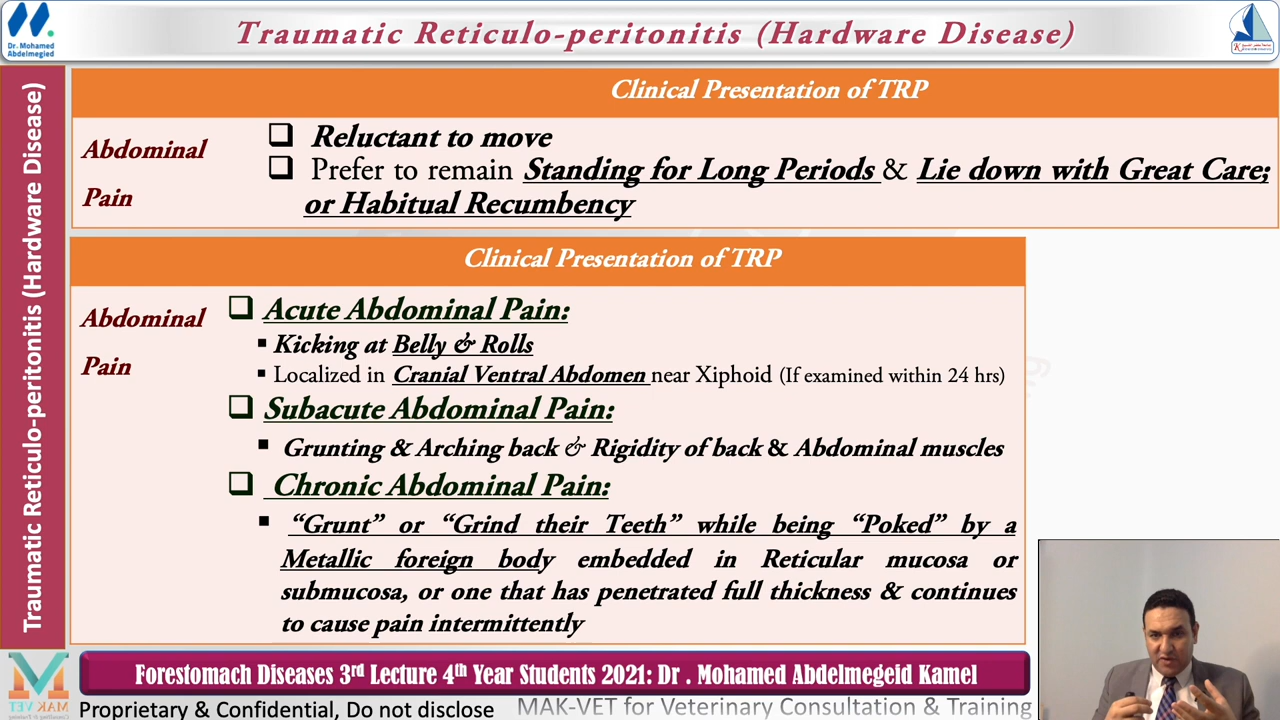 Dr. Mohamed
Abdelmegied
Traumatic Reticulo-peritonitis (Hardware Disease)
Traumatic Reticulo-peritonitis (Hardware Disease)
Clinical Presentation of TRP
Abdominal
Pain
❑ Reluctant to move
❑ Prefer to remain Standing for Long Periods & Lie down with Great Care;
or Habitual Recumbency
Clinical Presentation of TRP
Abdominal
Pain
❑ Acute Abdominal Pain:
▪ Kicking at Belly & Rolls
▪ Localized in Cranial Ventral Abdomen near Xiphoid (If examined within 24 hrs)
❑ Subacute Abdominal Pain:
▪ Grunting & Arching back & Rigidity of back & Abdominal muscles
❑ Chronic Abdominal Pain:
▪ “Grunt” or “Grind their Teeth” while being “Poked” by a
Metallic foreign body embedded in Reticular mucosa or
submucosa, or one that has penetrated full thickness & continues
to cause pain intermittently
MAK-VET
Forestomach Diseases 3rd Lecture 4th Year Students 2021: Dr . Mohamed Abdelmegeid Kamel
Proprietary & Confidential, Do not disclose
MAK-VET for Veterinary Consultation & Training